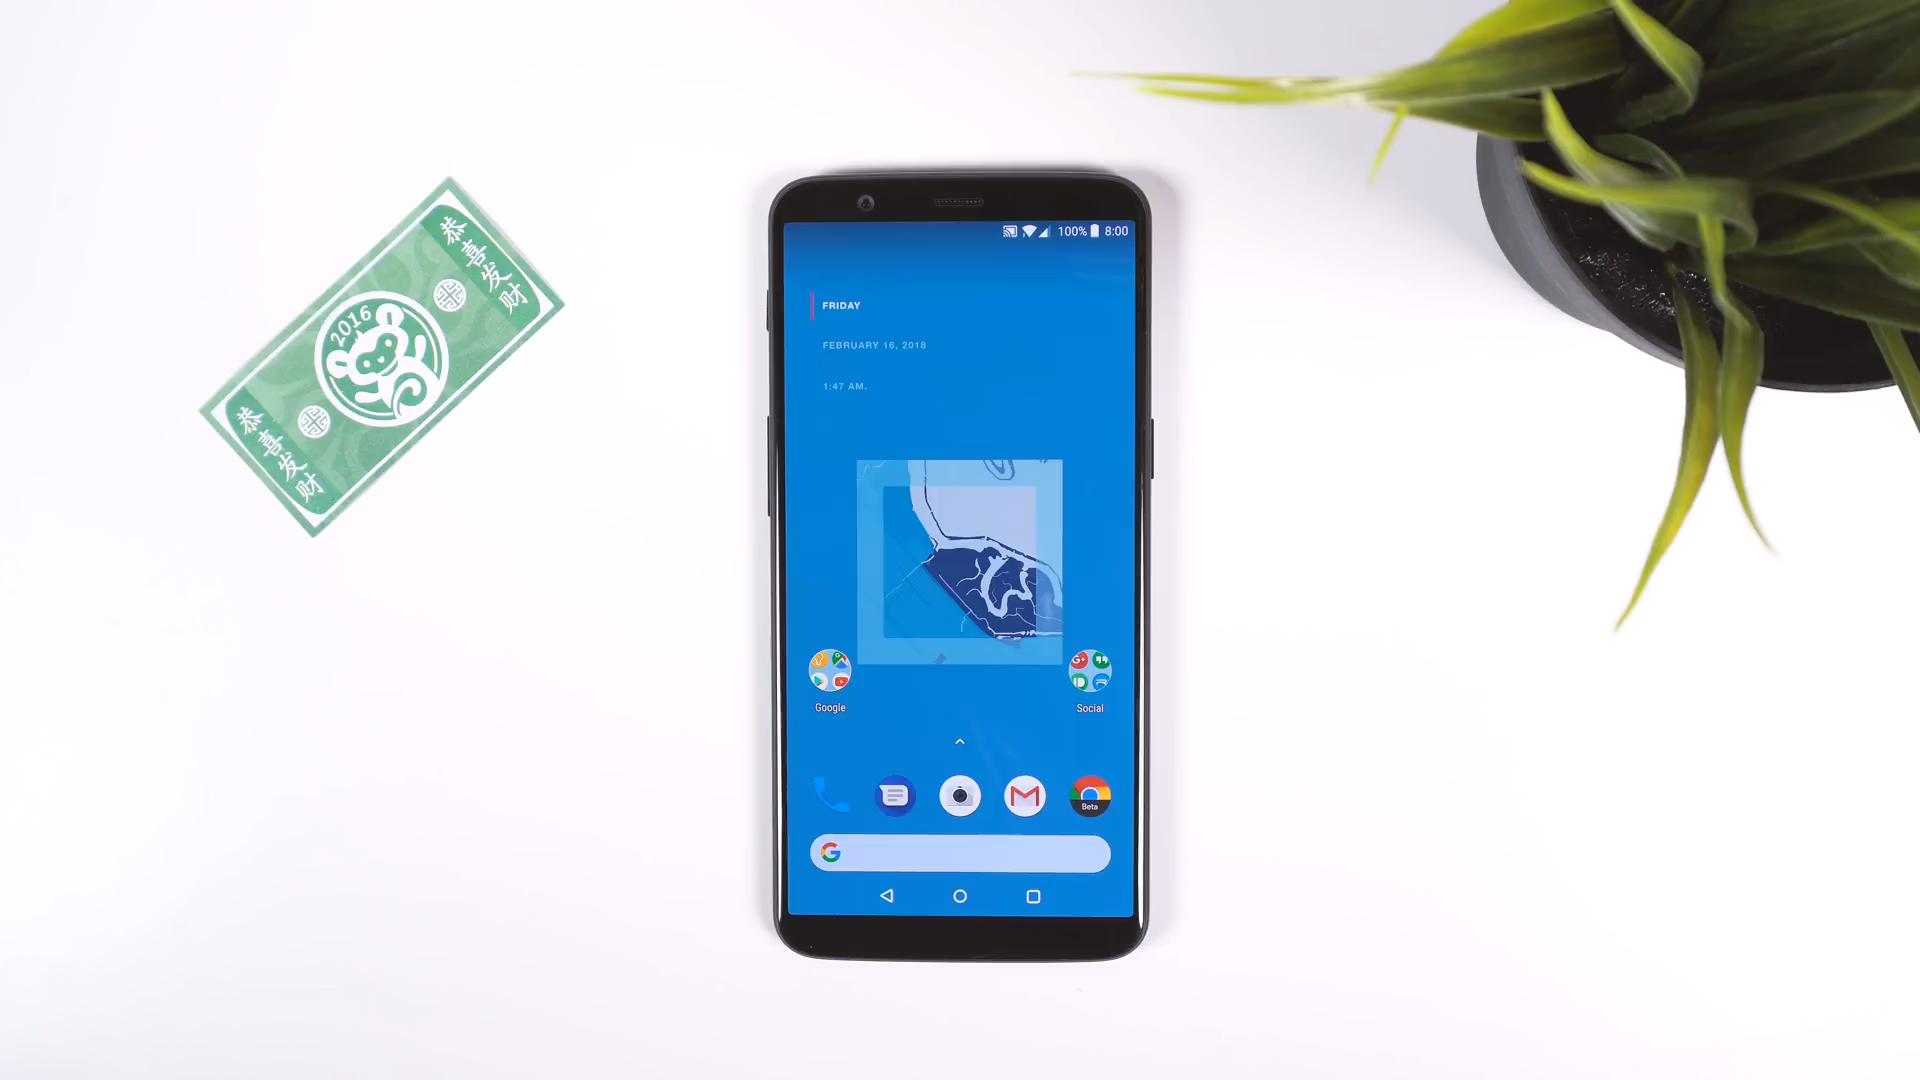 恭喜发财
2016
恭喜发财
100% 8:00
FRIDAY
FEBRUARY 16, 2018
1:47 AM.
G+
Google
Social
Beta
G